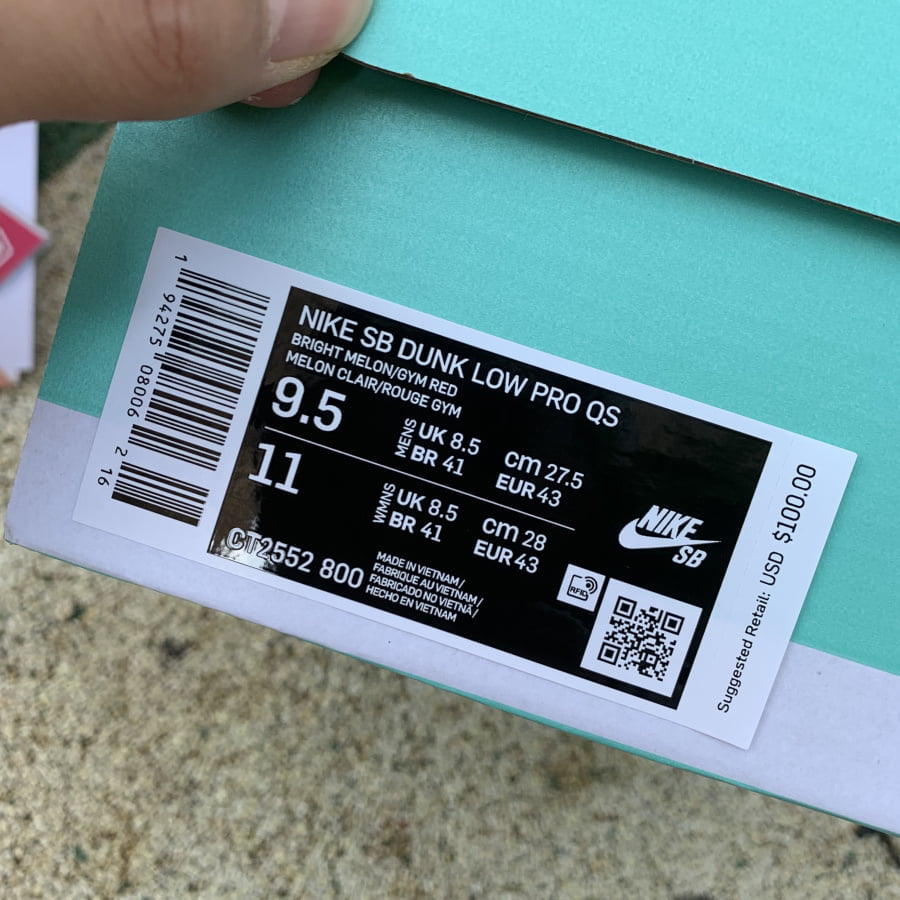 1 94275 08006 2 16
NIKE SB DUNK LOW PRO QS
BRIGHT MELON/GYM RED
MELON CLAIR/ROUGE GYM
9.5
MENS
UK 8.5
BR 41
cm 27.5
EUR 43
11
WMNS
UK 8.5
BR 41
cm 28
EUR 43
CT2552 800
MADE IN VIETNAM/
FABRIQUE AU VIETNAM/
FABRICADO NO VIETNÃ/
HECHO EN VIETNAM
NIKE
SB
RFID
Suggested Retail: USD $100.00